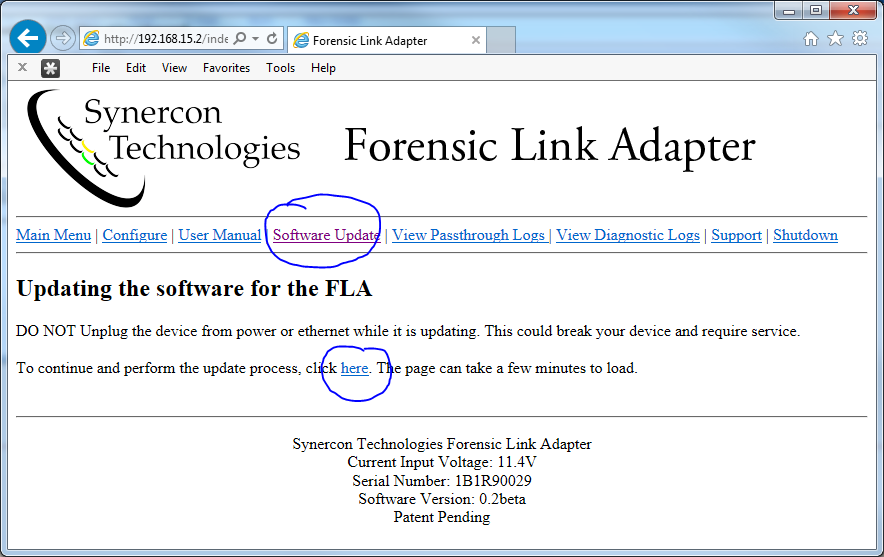 http://192.168.15.2/inde
Forensic Link Adapter
File Edit View Favorites Tools Help
Synercon
Technologies
Forensic Link Adapter
Main Menu | Configure | User Manual | Software Update | View Passthrough Logs | View Diagnostic Logs | Support | Shutdown
Updating the software for the FLA
DO NOT Unplug the device from power or ethernet while it is updating. This could break your device and require service.
To continue and perform the update process, click here. The page can take a few minutes to load.
Synercon Technologies Forensic Link Adapter
Current Input Voltage: 11.4V
Serial Number: 1B1R90029
Software Version: 0.2beta
Patent Pending